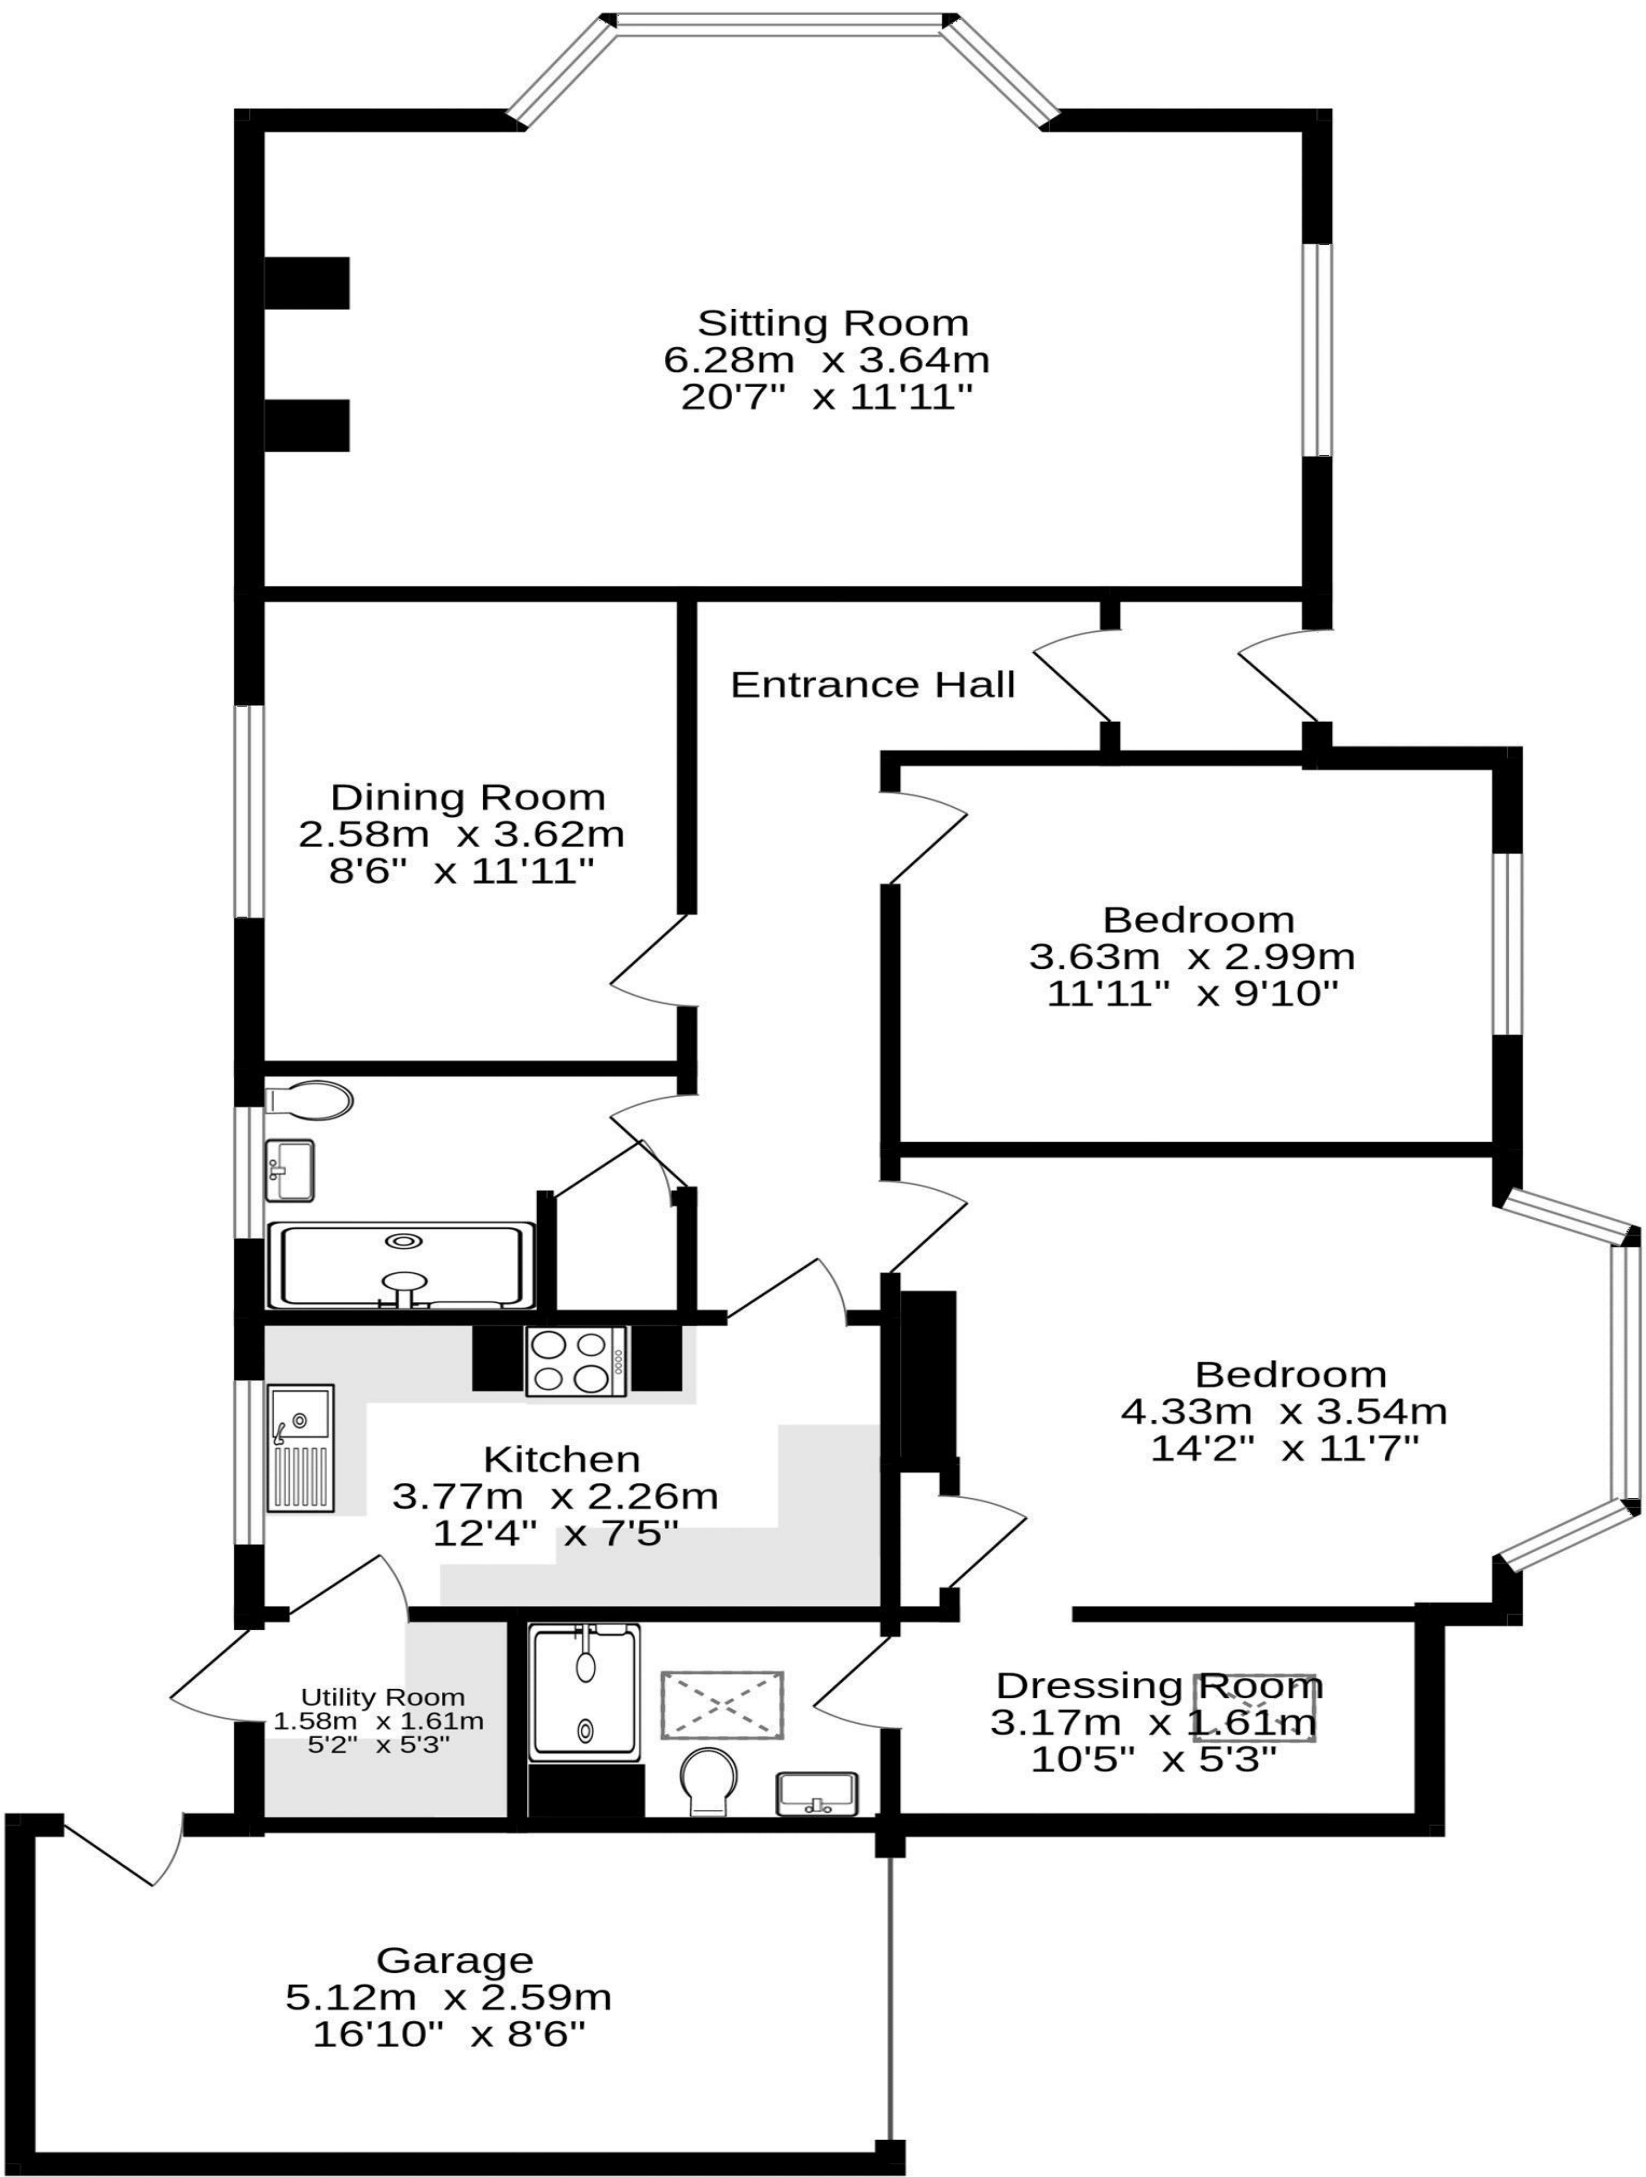 Sitting Room
6.28m x 3.64m
20'7" x 11'11"
Entrance Hall
Dining Room
2.58m x 3.62m
8'6" x 11'11"
Bedroom
3.63m x 2.99m
11'11" x 9'10"
Bedroom
4.33m x 3.54m
14'2" x 11'7"
Kitchen
3.77m x 2.26m
12'4" x 7'5"
Utility Room
1.58m x 1.61m
5'2" x 5'3"
Dressing Room
3.17m x 1.61m
10'5" x 5'3"
Garage
5.12m x 2.59m
16'10" x 8'6"